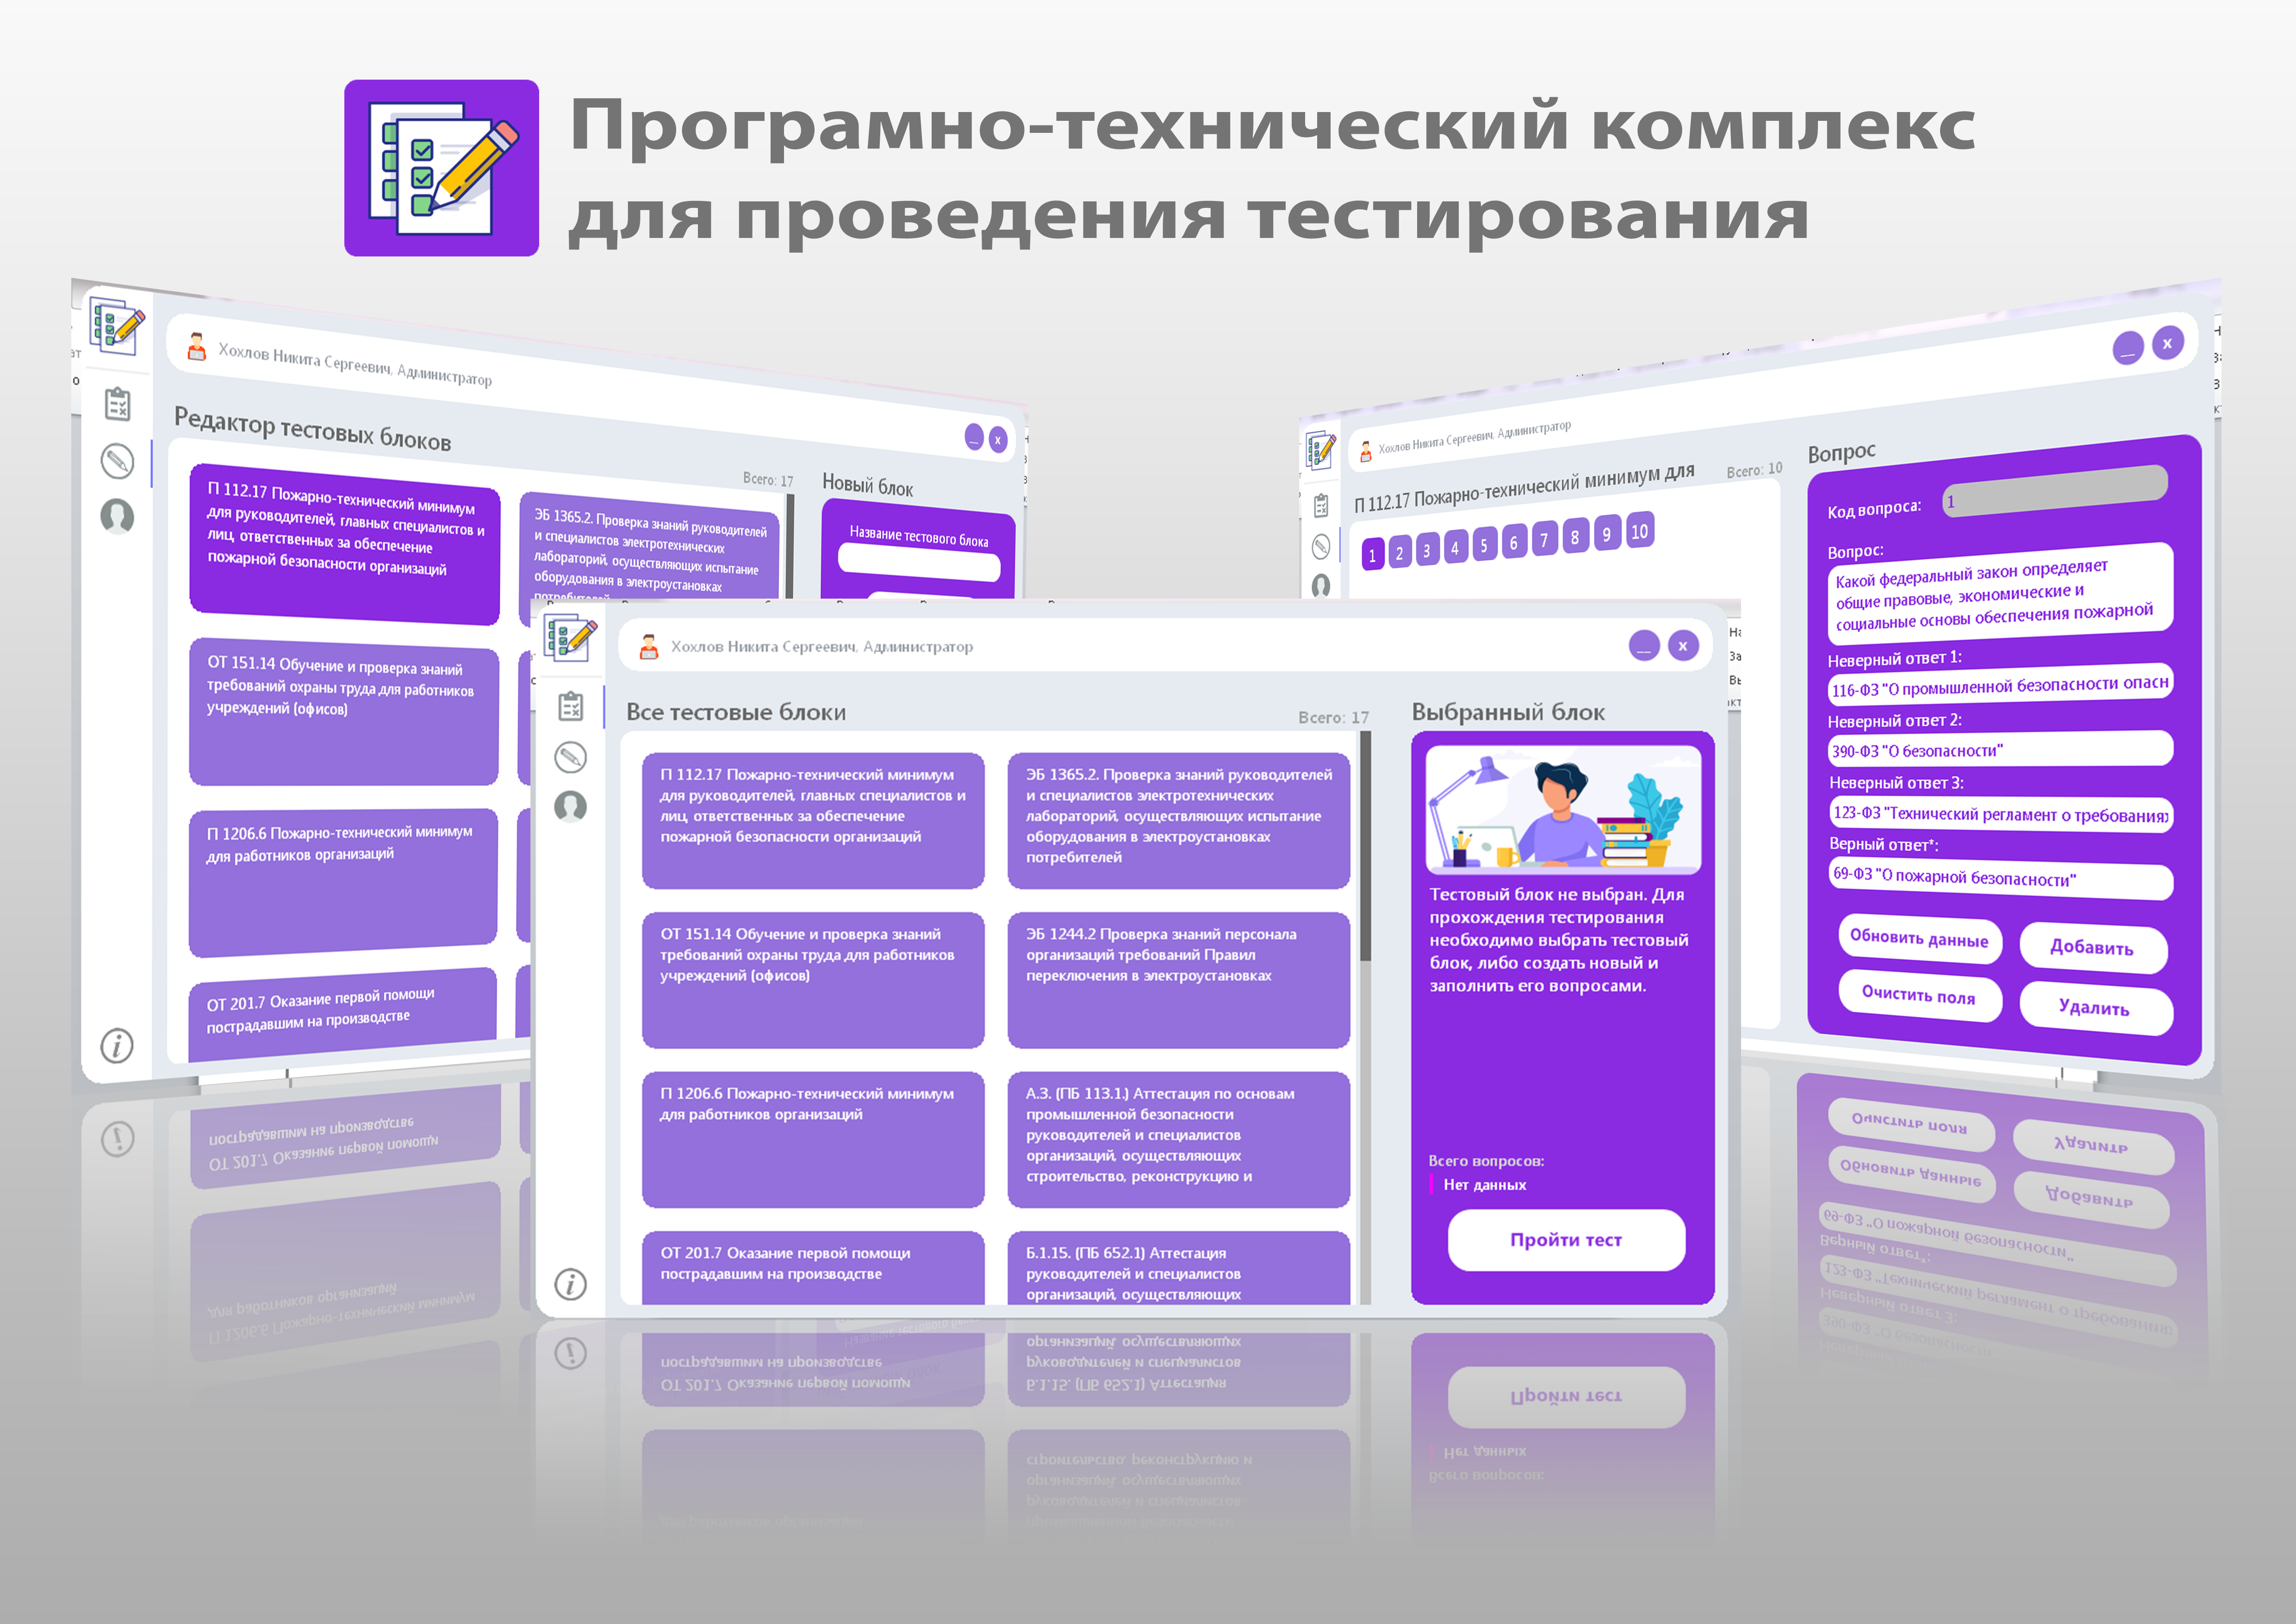 Програмно-технический комплекс
для проведения тестирования
Хохлов Никита Сергеевич, Администратор
_ x
Редактор тестовых блоков
Всего: 17
П 112.17 Пожарно-технический минимум
для руководителей, главных специалистов и
лиц, ответственных за обеспечение
пожарной безопасности организаций
ЭБ 1365.2. Проверка знаний руководителей
и специалистов электротехнических
лабораторий, осуществляющих испытание
оборудования в электроустановках
потребителей
ОТ 151.14 Обучение и проверка знаний
требований охраны труда для работников
учреждений (офисов)
П 1206.6 Пожарно-технический минимум
для работников организаций
ОТ 201.7 Оказание первой помощи
пострадавшим на производстве
Новый блок
Название тестового блока
i
Хохлов Никита Сергеевич, Администратор
_ x
П 112.17 Пожарно-технический минимум для
Всего: 10
1 2 3 4 5 6 7 8 9 10
Вопрос
Код вопроса: 1
Вопрос:
Какой федеральный закон определяет
общие правовые, экономические и
социальные основы обеспечения пожарной
Неверный ответ 1:
116-ФЗ "О промышленной безопасности опасн
Неверный ответ 2:
390-ФЗ "О безопасности"
Неверный ответ 3:
123-ФЗ "Технический регламент о требования
Верный ответ*:
69-ФЗ "О пожарной безопасности"
Обновить данные
Добавить
Очистить поля
Удалить
Хохлов Никита Сергеевич, Администратор
_ x
Все тестовые блоки
Всего: 17
П 112.17 Пожарно-технический минимум
для руководителей, главных специалистов и
лиц, ответственных за обеспечение
пожарной безопасности организаций
ЭБ 1365.2. Проверка знаний руководителей
и специалистов электротехнических
лабораторий, осуществляющих испытание
оборудования в электроустановках
потребителей
ОТ 151.14 Обучение и проверка знаний
требований охраны труда для работников
учреждений (офисов)
ЭБ 1244.2 Проверка знаний персонала
организаций требований Правил
переключения в электроустановках
П 1206.6 Пожарно-технический минимум
для работников организаций
А.3. (ПБ 113.1.) Аттестация по основам
промышленной безопасности
руководителей и специалистов
организаций, осуществляющих
строительство, реконструкцию и
ОТ 201.7 Оказание первой помощи
пострадавшим на производстве
Б.1.15. (ПБ 652.1) Аттестация
руководителей и специалистов
организаций, осуществляющих
Выбранный блок
Тестовый блок не выбран. Для
прохождения тестирования
необходимо выбрать тестовый
блок, либо создать новый и
заполнить его вопросами.
Всего вопросов:
Нет данных
Пройти тест
i